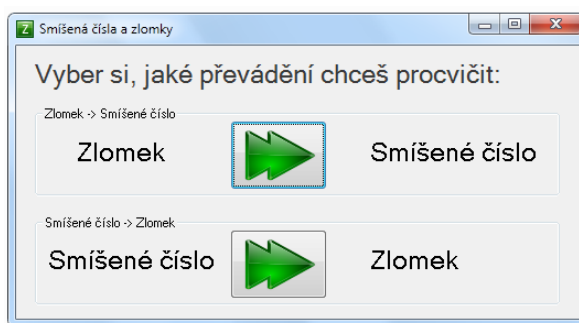 Z Smíšená čísla a zlomky
Vyber si, jaké převádění chceš procvičit:
Zlomek -> Smíšené číslo
Zlomek Smíšené číslo
Smíšené číslo -> Zlomek
Smíšené číslo Zlomek